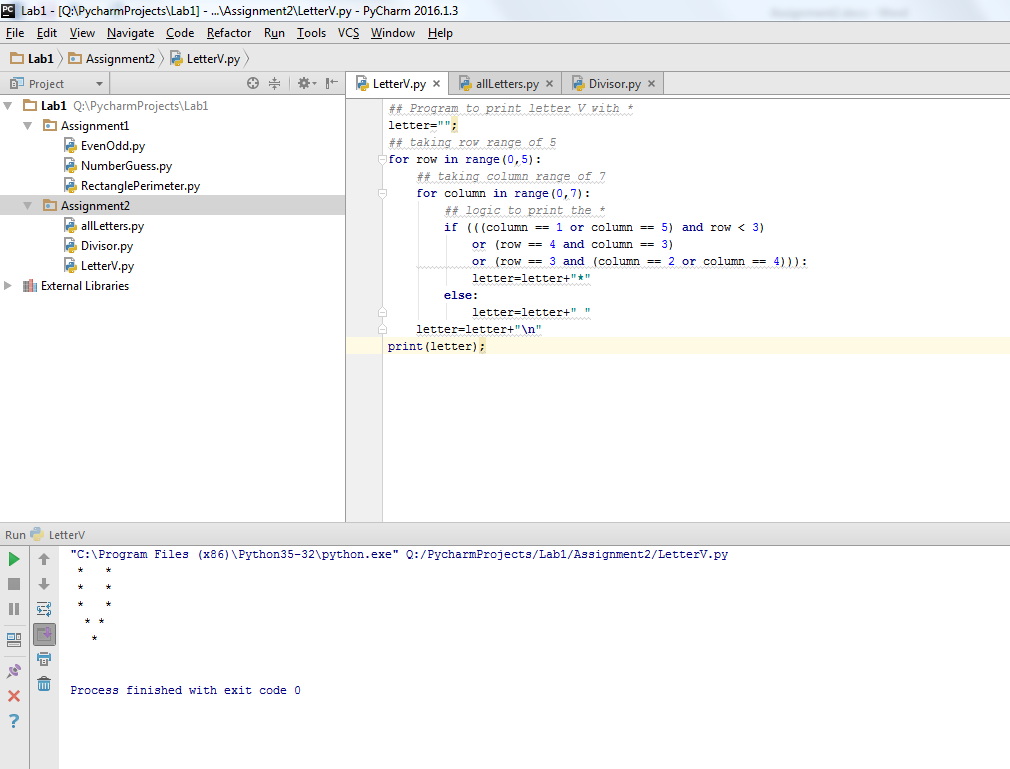 PC Lab1 - [Q:\PycharmProjects\Lab1] - ...\Assignment2\LetterV.py - PyCharm 2016.1.3
File Edit View Navigate Code Refactor Run Tools VCS Window Help
Lab1 Assignment2 LetterV.py
Project
LetterV.py allLetters.py Divisor.py
Lab1 Q:\PycharmProjects\Lab1
Assignment1
EvenOdd.py
NumberGuess.py
RectanglePerimeter.py
Assignment2
allLetters.py
Divisor.py
LetterV.py
External Libraries
## Program to print letter V with *
letter="";
## taking row range of 5
for row in range(0,5):
    ## taking column range of 7
    for column in range(0,7):
        ## logic to print the *
        if (((column == 1 or column == 5) and row < 3)
            or (row == 4 and column == 3)
            or (row == 3 and (column == 2 or column == 4))):
            letter=letter+"*"
        else:
            letter=letter+" "
    letter=letter+"\n"
print(letter);
Run LetterV
"C:\Program Files (x86)\Python35-32\python.exe" Q:/PycharmProjects/Lab1/Assignment2/LetterV.py
 *   *
 *   *
 *   *
  * *
   *
Process finished with exit code 0